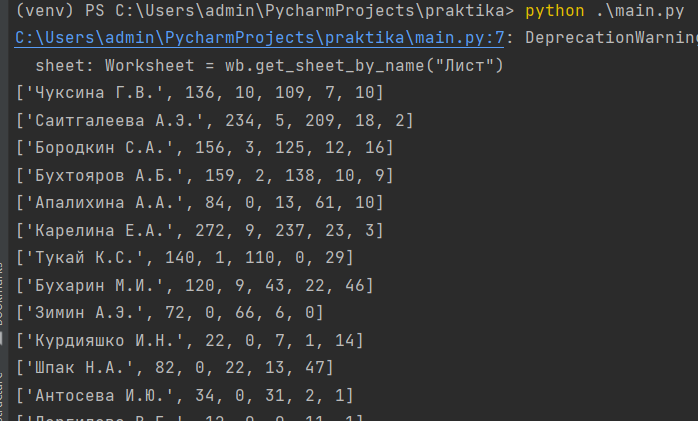 (venv) PS C:\Users\admin\PycharmProjects\praktika> python .\main.py
C:\Users\admin\PycharmProjects\praktika\main.py:7: DeprecationWarnin
sheet: Worksheet = wb.get_sheet_by_name("Лист")
['Чуксина Г.В.', 136, 10, 109, 7, 10]
['Саитгалеева А.Э.', 234, 5, 209, 18, 2]
['Бородкин С.А.', 156, 3, 125, 12, 16]
['Бухтояров А.Б.', 159, 2, 138, 10, 9]
['Апалихина А.А.', 84, 0, 13, 61, 10]
['Карелина Е.А.', 272, 9, 237, 23, 3]
['Тукай К.С.', 140, 1, 110, 0, 29]
['Бухарин М.И.', 120, 9, 43, 22, 46]
['Зимин А.Э.', 72, 0, 66, 6, 0]
['Курдияшко И.Н.', 22, 0, 7, 1, 14]
['Шпак Н.А.', 82, 0, 22, 13, 47]
['Антосева И.Ю.', 34, 0, 31, 2, 1]